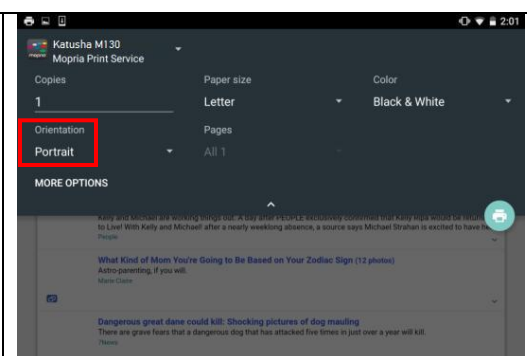 2:01
Katusha M130
mopria Mopria Print Service
Copies Paper size Color
1 Letter Black & White
Orientation Pages
Portrait All 1
MORE OPTIONS
Kelly and Michael are working things out. A day after PEOPLE exclusively confirmed that Kelly Ripa would be
to Live! With Kelly and Michael! after a nearly weeklong absence, a source says Michael Strahan is excited to have
People
What Kind of Mom You're Going to Be Based on Your Zodiac Sign (12 photos)
Astro-parenting, if you will.
Marie Claire
Dangerous great dane could kill: Shocking pictures of dog mauling
There are grave fears that a dangerous dog that has attacked five times in just over a year will kill.
7News